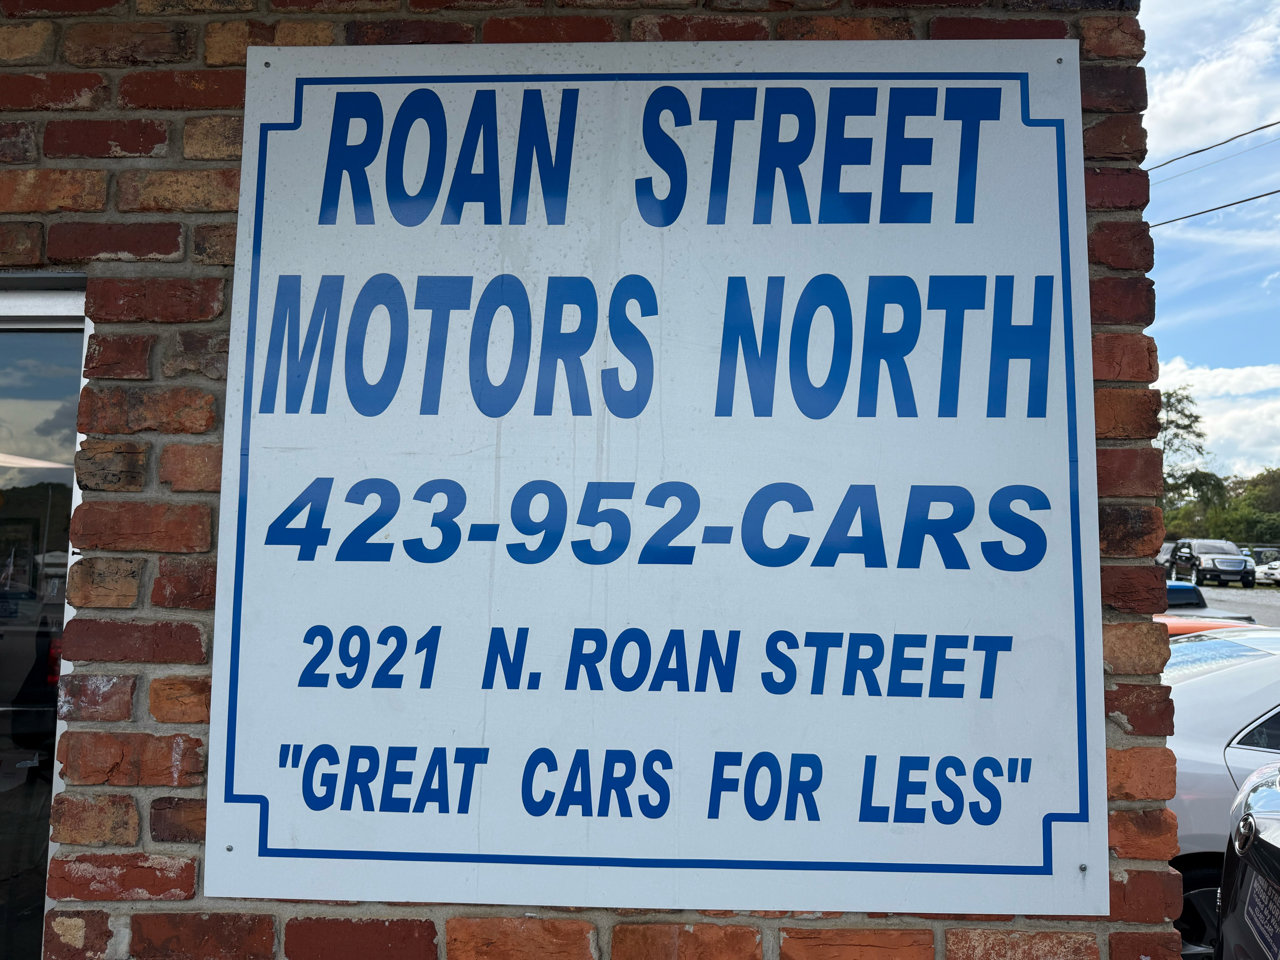 ROAN STREET
MOTORS NORTH
423-952-CARS
2921 N. ROAN STREET
"GREAT CARS FOR LESS"